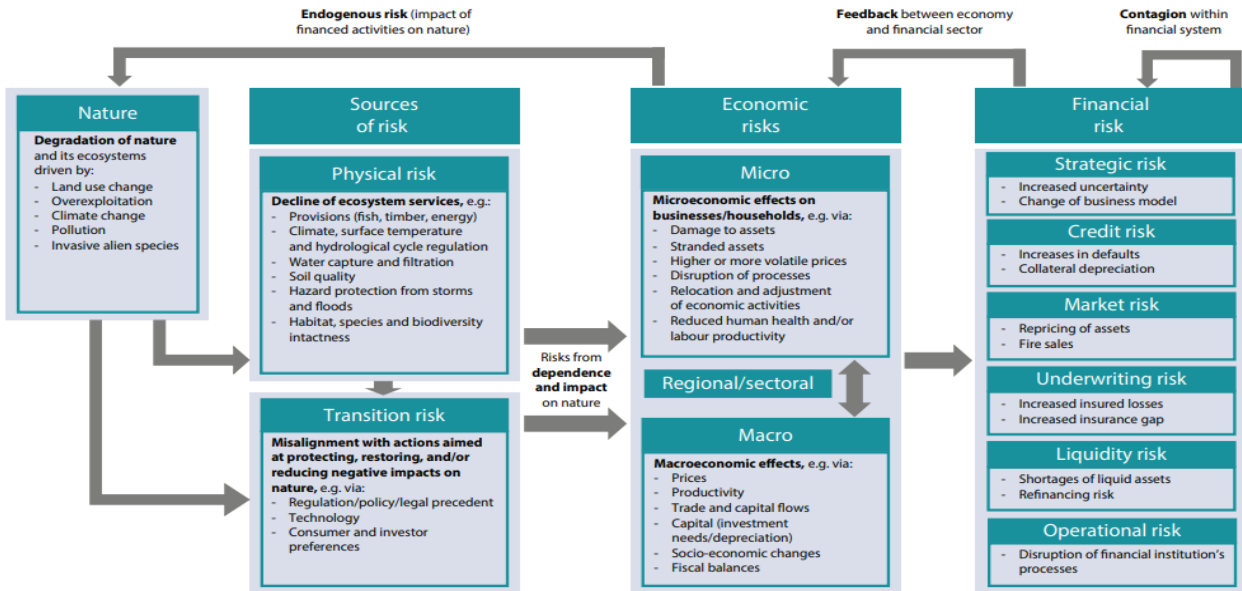 Endogenous risk (impact of
financed activities on nature)
Feedback between economy
and financial sector
Contagion within
financial system
Nature
Degradation of nature
and its ecosystems
driven by:
- Land use change
- Overexploitation
- Climate change
- Pollution
- Invasive alien species
Sources
of risk
Physical risk
Decline of ecosystem services, e.g.:
- Provisions (fish, timber, energy)
- Climate, surface temperature
and hydrological cycle regulation
- Water capture and filtration
- Soil quality
- Hazard protection from storms
and floods
- Habitat, species and biodiversity
intactness
Transition risk
Misalignment with actions aimed
at protecting, restoring, and/or
reducing negative impacts on
nature, e.g. via:
- Regulation/policy/legal precedent
- Technology
- Consumer and investor
preferences
Risks from
dependence
and impact
on nature
Economic
risks
Micro
Microeconomic effects on
businesses/households, e.g. via:
- Damage to assets
- Stranded assets
- Higher or more volatile prices
- Disruption of processes
- Relocation and adjustment
of economic activities
- Reduced human health and/or
labour productivity
Regional/sectoral
Macro
Macroeconomic effects, e.g. via:
- Prices
- Productivity
- Trade and capital flows
- Capital (investment
needs/depreciation)
- Socio-economic changes
- Fiscal balances
Financial
risk
Strategic risk
- Increased uncertainty
- Change of business model
Credit risk
- Increases in defaults
- Collateral depreciation
Market risk
- Repricing of assets
- Fire sales
Underwriting risk
- Increased insured losses
- Increased insurance gap
Liquidity risk
- Shortages of liquid assets
- Refinancing risk
Operational risk
- Disruption of financial institution's
processes